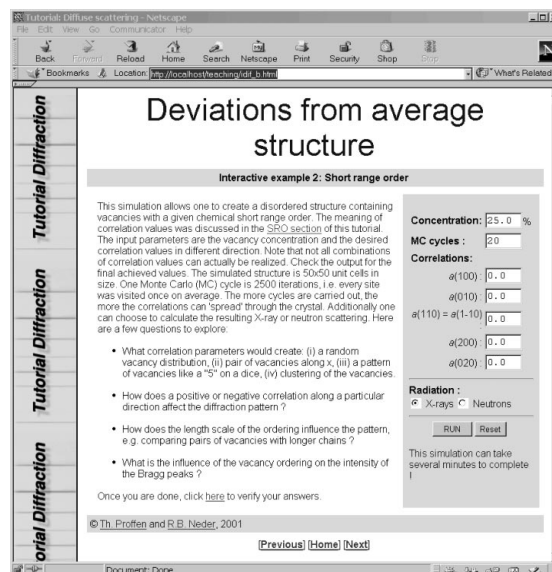 Tutorial: Diffuse scattering - Netscape
File Edit View Go Communicator Help
Back Forward Reload Home Search Netscape Print Security Shop Stop
Bookmarks Location: http://localhost/teaching/idif_b.html What's Related
Tutorial Diffraction
Tutorial Diffraction
orial Diffraction
Deviations from average
structure
Interactive example 2: Short range order
This simulation allows one to create a disordered structure containing
vacancies with a given chemical short range order. The meaning of
correlation values was discussed in the SRO section of this tutorial.
The input parameters are the vacancy concentration and the desired
correlation values in different direction. Note that not all combinations
of correlation values can actually be realized. Check the output for the
final achieved values. The simulated structure is 50x50 unit cells in
size. One Monte Carlo (MC) cycle is 2500 iterations, i.e. every site
was visited once on average. The more cycles are carried out, the
more the correlations can 'spread' through the crystal. Additionally one
can choose to calculate the resulting X-ray or neutron scattering. Here
are a few questions to explore:
• What correlation parameters would create: (i) a random
vacancy distribution, (ii) pair of vacancies along x, (iii) a pattern
of vacancies like a "5" on a dice, (iv) clustering of the vacancies.
• How does a positive or negative correlation along a particular
direction affect the diffraction pattern ?
• How does the length scale of the ordering influence the pattern,
e.g. comparing pairs of vacancies with longer chains ?
• What is the influence of the vacancy ordering on the intensity of
the Bragg peaks ?
Once you are done, click here to verify your answers.
Concentration: 25.0 %
MC cycles : 20
Correlations:
a(100) : 0.0
a(010) : 0.0
a(110) = a(1-10)
: 0.0
a(200) : 0.0
a(020) : 0.0
Radiation :
X-rays Neutrons
RUN Reset
This simulation can take
several minutes to complete
!
© Th. Proffen and R.B. Neder, 2001
[Previous] [Home] [Next]
Document: Done